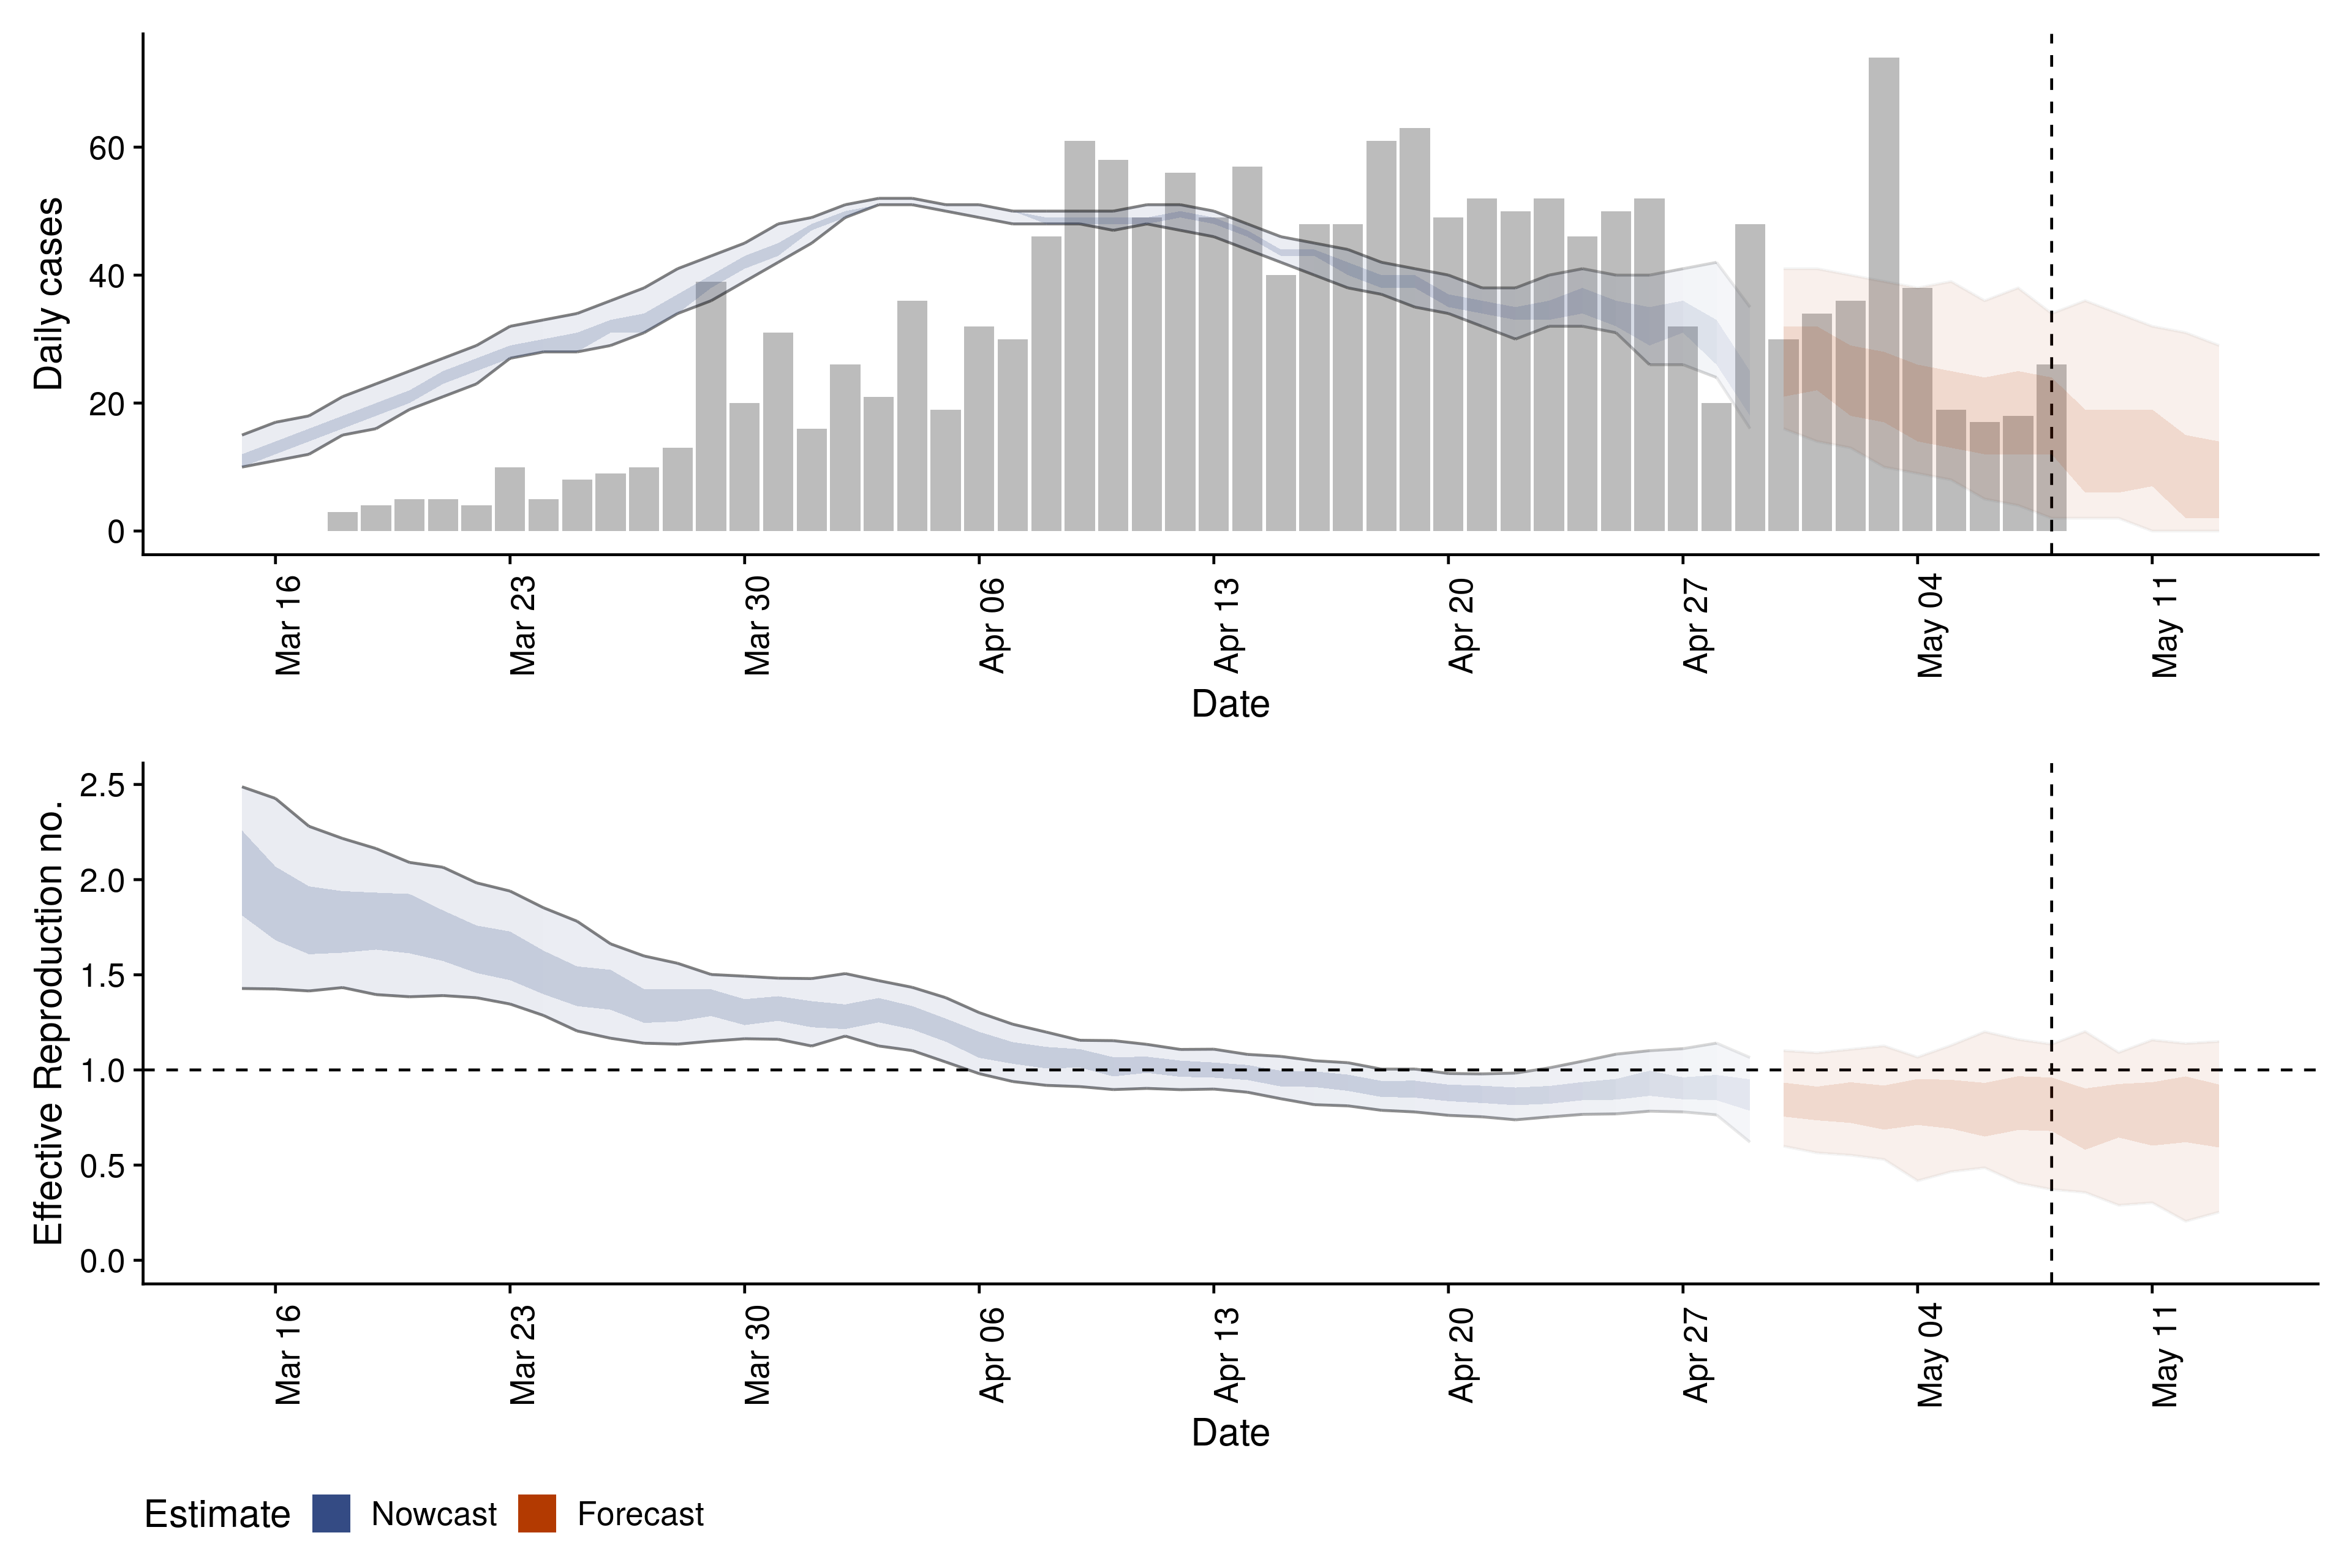 Daily cases
60
40
20
0
Mar 16
Mar 23
Mar 30
Apr 06
Apr 13
Apr 20
Apr 27
May 04
May 11
Date
Effective Reproduction no.
2.5
2.0
1.5
1.0
0.5
0.0
Mar 16
Mar 23
Mar 30
Apr 06
Apr 13
Apr 20
Apr 27
May 04
May 11
Date
Estimate Nowcast Forecast